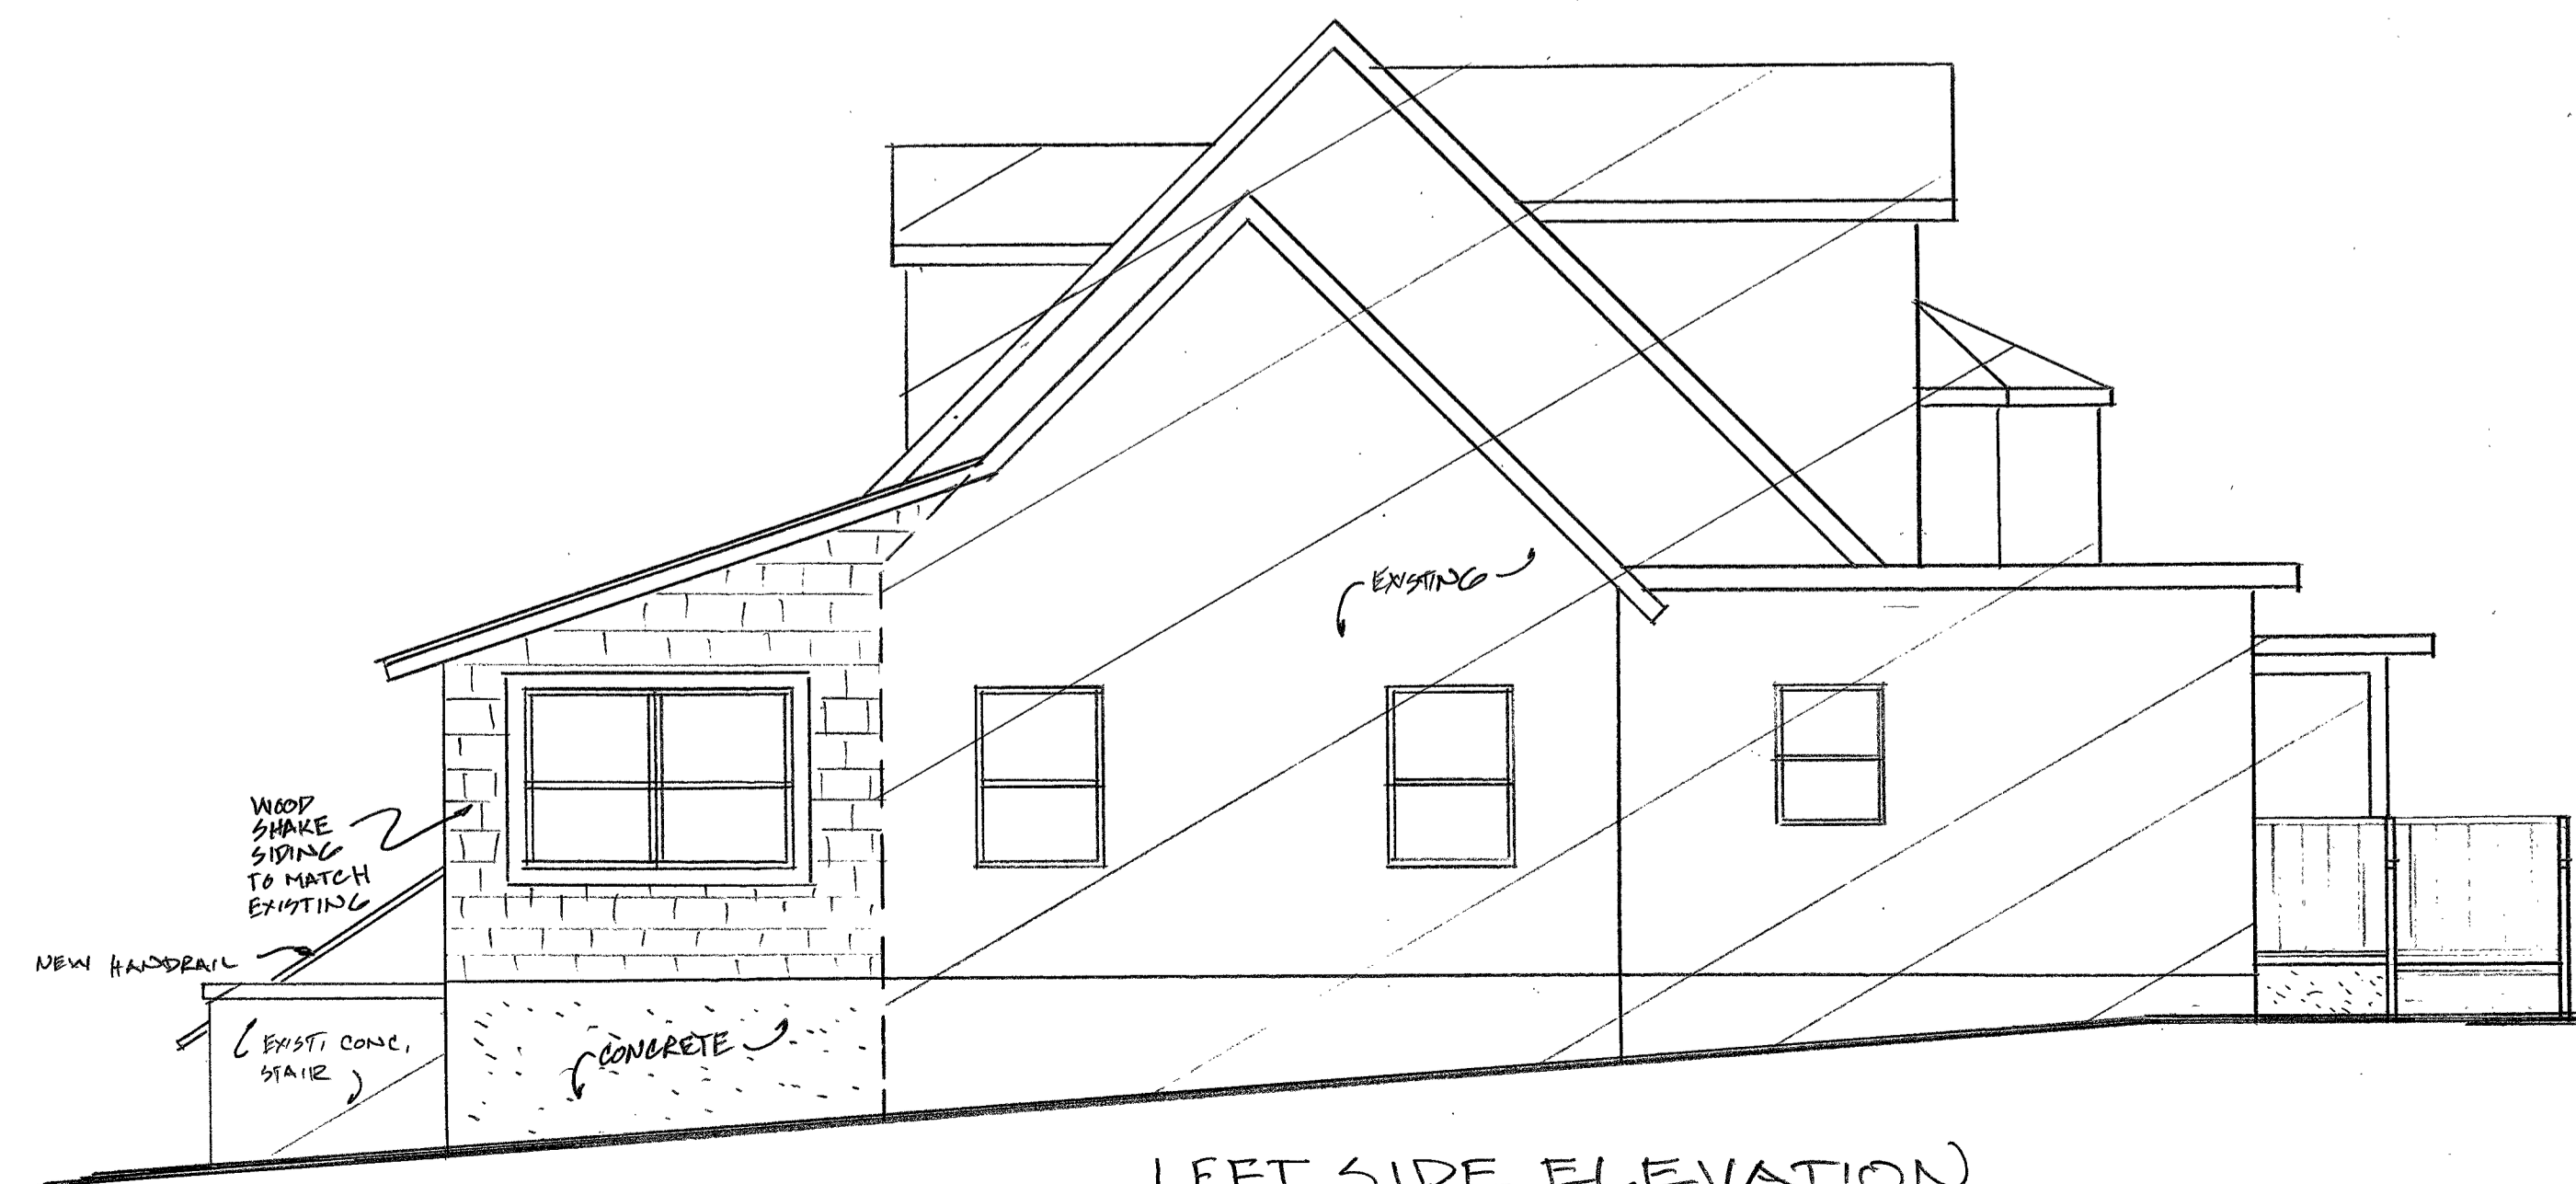 EXISTING
WOOD
SHAKE
SIDING
TO MATCH
EXISTING
NEW HANDRAIL
EXIST. CONC.
STAIR
CONCRETE
LEFT SIDE ELEVATION